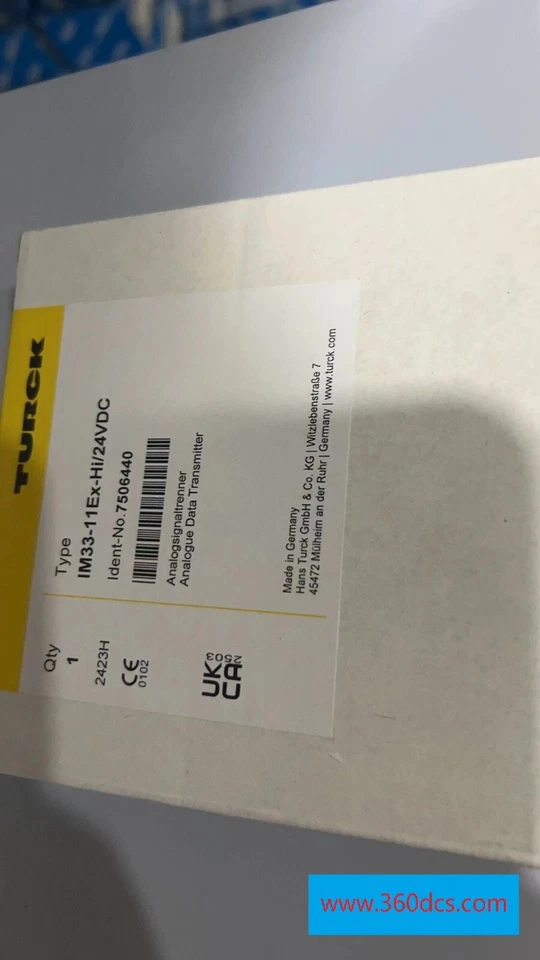 TURCK
Type
IM33-11Ex-Hi/24VDC
Ident-No.7506440
Analogsignaltrenner
Analogue Data Transmitter
Made in Germany
Hans Turck GmbH & Co. KG | Witzlebenstraße 7
45472 Mülheim an der Ruhr | Germany | www.turck.com
Qty
1
2423H
CE
0102
UK
CA
2503
www.360dcs.com